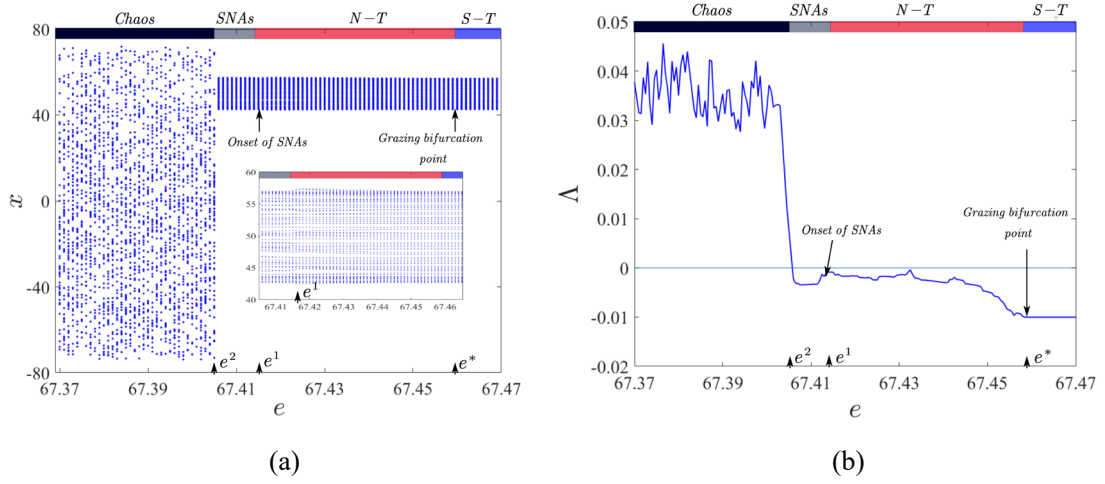 Chaos SNAs N-T S-T
80
40
0
-40
-80
x
Onset of SNAs
Grazing bifurcation
point
60
55
50
45
40
e¹
67.41 67.42 67.43 67.44 67.45 67.46
e² e¹ e*
67.37 67.39 67.41 67.43 67.45 67.47
e
(a)
Chaos SNAs N-T S-T
0.05
0.04
0.03
0.02
0.01
0
-0.01
-0.02
Λ
Onset of SNAs
Grazing bifurcation
point
e² e¹ e*
67.37 67.39 67.41 67.43 67.45 67.47
e
(b)